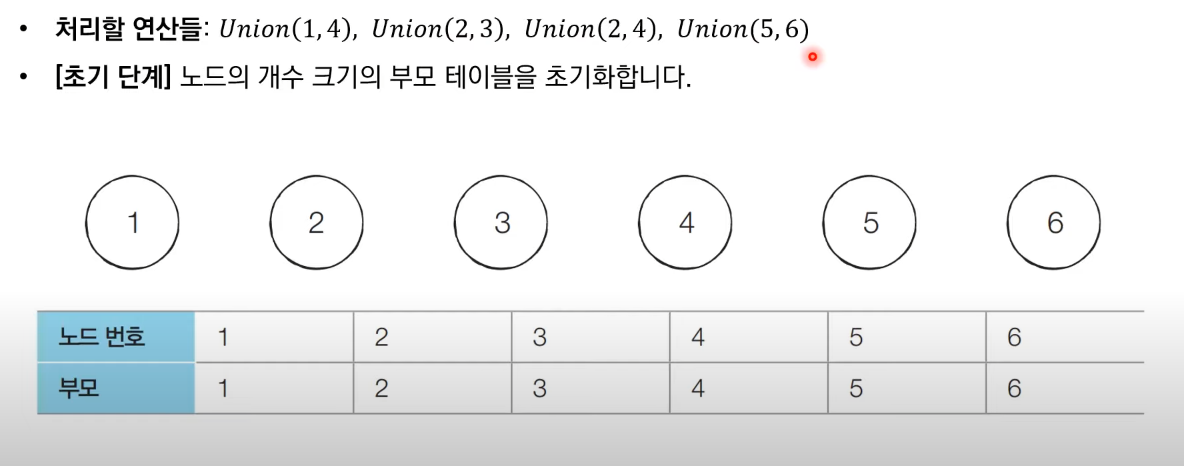 • 처리할 연산들: Union(1, 4), Union(2, 3), Union(2, 4), Union(5, 6)
• [초기 단계] 노드의 개수 크기의 부모 테이블을 초기화합니다.
1 2 3 4 5 6
노드 번호 1 2 3 4 5 6
부모 1 2 3 4 5 6